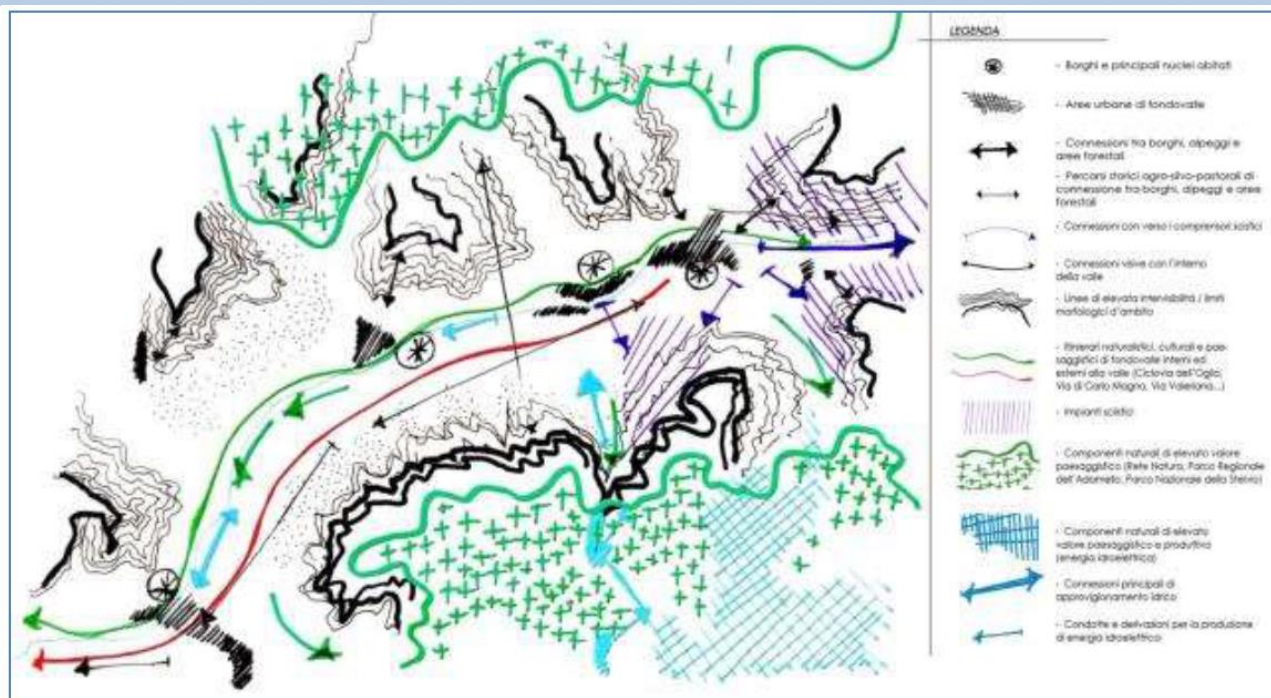 LEGENDA
- Borghi e principali nuclei abitati
- Aree urbane di fondovalle
- Connessioni tra borghi, alpeggi e
aree forestali
- Percorsi storici agro-silvo-pastorali di
connessione tra borghi, alpeggi e aree
forestali
- Connessioni con verso i comprensori sciistici
- Connessioni visive con l'interno
della valle
- Linee di elevata intervisibilità / limiti
morfologici d'ambito
- Itinerari naturalistici, culturali e pae-
saggistici di fondovalle interni ed
esterni alla valle (Ciclovia dell'Oglio,
Via di Carlo Magno, Via Valeriana...)
- Impianti sciistici
- Componenti naturali di elevato valore
paesaggistico (Rete Natura, Parco Regionale
dell'Adamello, Parco Nazionale dello Stelvio)
- Componenti naturali di elevato
valore paesaggistico e produttivo
(energia idroelettrica)
- Connessioni principali di
approvigionamento idrico
- Condotte e derivazioni per la produzione
di energia idroelettrica